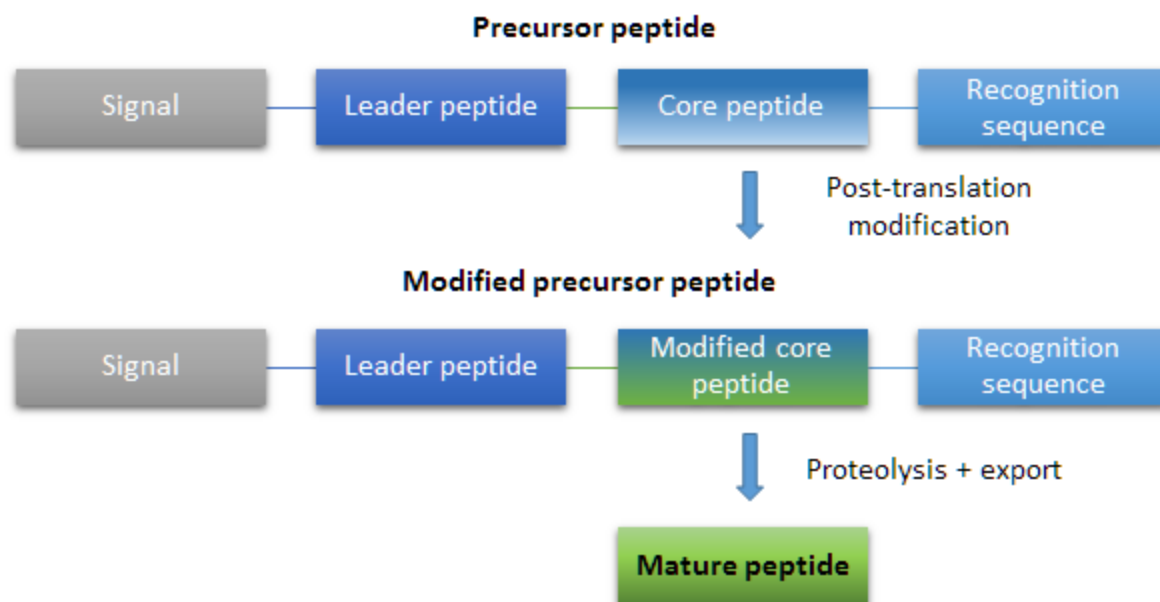 Precursor peptide
Signal
Leader peptide
Core peptide
Recognition
sequence
Post-translation
modification
Modified precursor peptide
Signal
Leader peptide
Modified core
peptide
Recognition
sequence
Proteolysis + export
Mature peptide